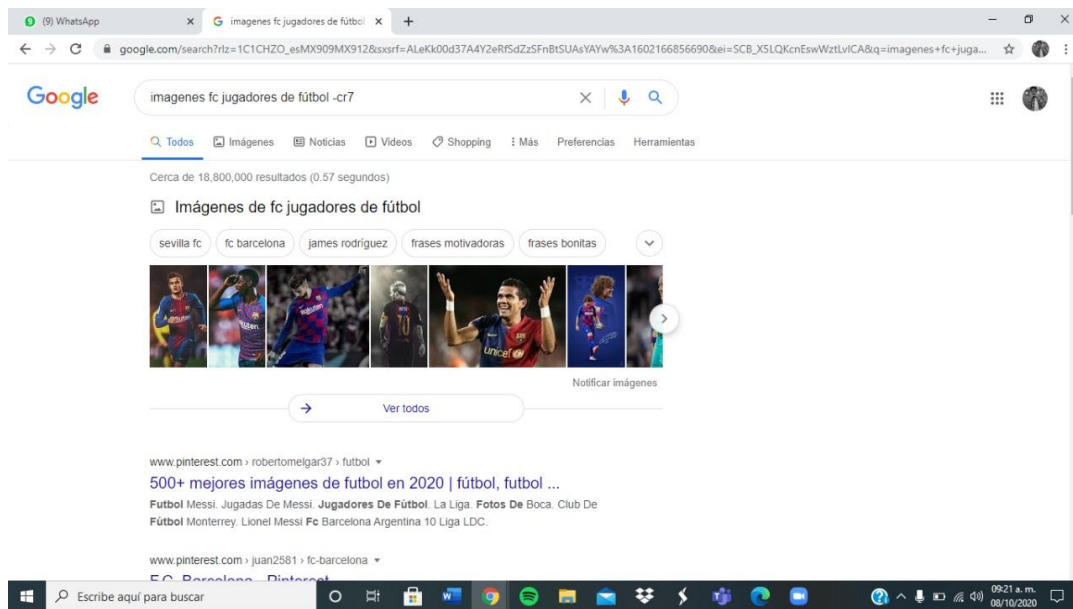 (9) WhatsApp
imagenes fc jugadores de fútbol
google.com/search?rlz=1C1CHZO_esMX909MX912&sxsrf=ALeKk00d37A4Y2eRfSdZzSFnBtSUAsYAYw%3A1602166856690&ei=SCB_X5LQKcnEswWztLvICA&q=imagenes+fc+juga...
Google
imagenes fc jugadores de fútbol -cr7
Todos Imágenes Noticias Videos Shopping Más Preferencias Herramientas
Cerca de 18,800,000 resultados (0.57 segundos)
Imágenes de fc jugadores de fútbol
sevilla fc fc barcelona james rodríguez frases motivadoras frases bonitas
Rakuten
10
unicef
Notificar imágenes
Ver todos
www.pinterest.com › robertomelgar37 › futbol
500+ mejores imágenes de futbol en 2020 | fútbol, futbol ...
Futbol Messi. Jugadas De Messi. Jugadores De Fútbol. La Liga. Fotos De Boca. Club De
Fútbol Monterrey. Lionel Messi Fc Barcelona Argentina 10 Liga LDC.
www.pinterest.com › juan2581 › fc-barcelona
F.C. Barcelona - Pinterest
Escribe aquí para buscar
09:21 a. m.
08/10/2020